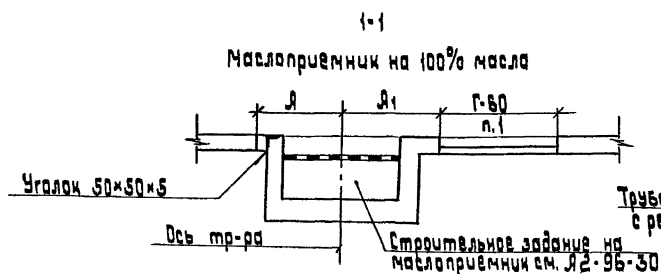 1-1
Маслоприемник на 100% масла
А
А1
Г-60
п.1
Уголок 50×50×5
Ось тр-ра
Строительное задание на
маслоприемник см. А2-96-30
с ре